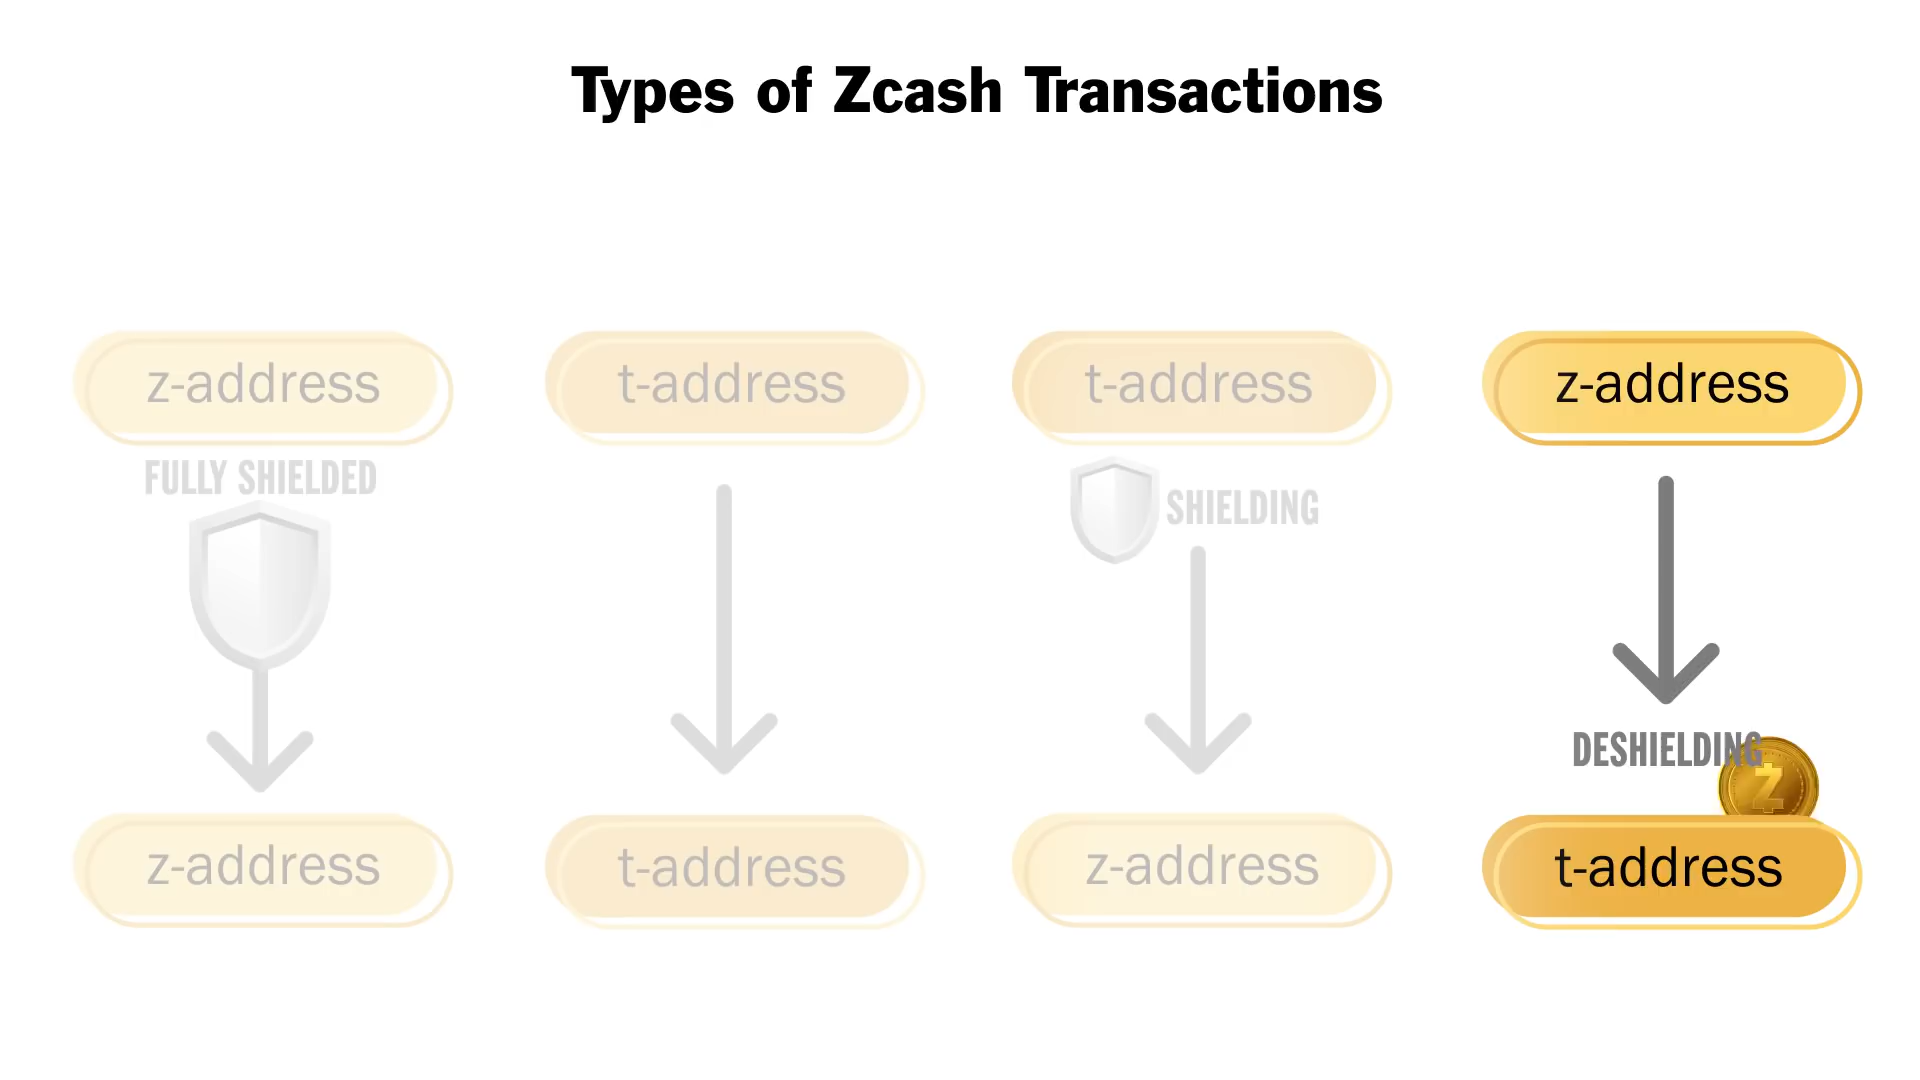 Types of Zcash Transactions
z-address
t-address
t-address
z-address
FULLY SHIELDED
SHIELDING
DESHIELDING
z-address
t-address
z-address
t-address